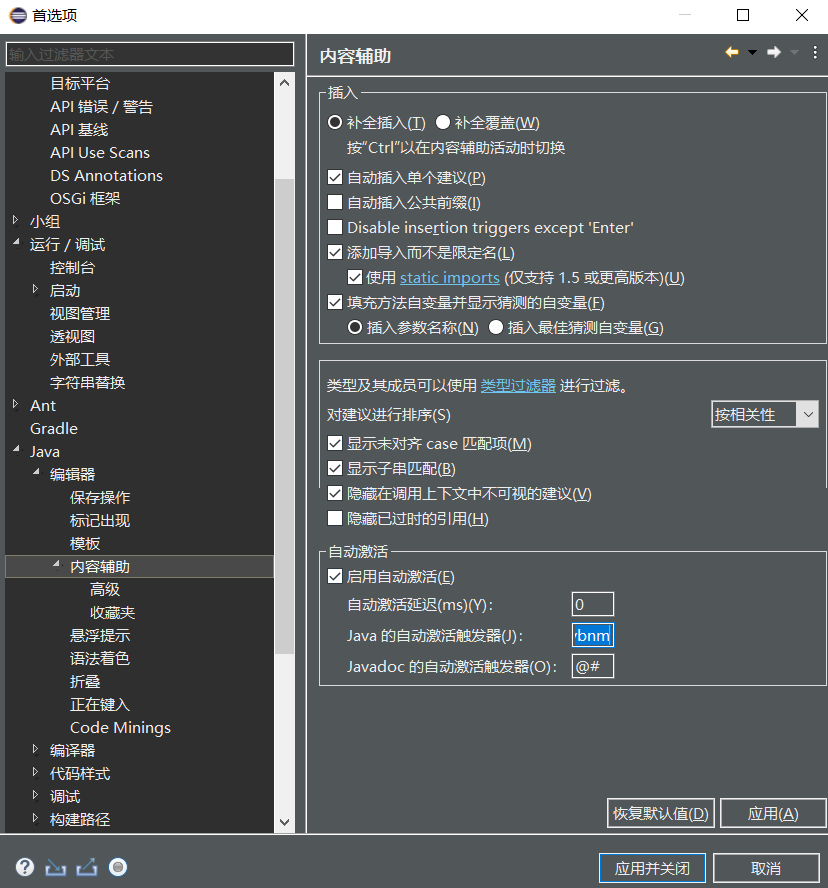 首选项
输入过滤器文本
目标平台
API 错误 / 警告
API 基线
API Use Scans
DS Annotations
OSGi 框架
小组
运行 / 调试
控制台
启动
视图管理
透视图
外部工具
字符串替换
Ant
Gradle
Java
编辑器
保存操作
标记出现
模板
内容辅助
高级
收藏夹
悬浮提示
语法着色
折叠
正在键入
Code Minings
编译器
代码样式
调试
构建路径
内容辅助
插入
补全插入(T) 补全覆盖(W)
按"Ctrl"以在内容辅助活动时切换
自动插入单个建议(P)
自动插入公共前缀(I)
Disable insertion triggers except 'Enter'
添加导入而不是限定名(L)
使用 static imports (仅支持 1.5 或更高版本)(U)
填充方法自变量并显示猜测的自变量(F)
插入参数名称(N) 插入最佳猜测自变量(G)
类型及其成员可以使用 类型过滤器 进行过滤。
对建议进行排序(S) 按相关性
显示未对齐 case 匹配项(M)
显示子串匹配(B)
隐藏在调用上下文中不可视的建议(V)
隐藏已过时的引用(H)
自动激活
启用自动激活(E)
自动激活延迟(ms)(Y): 0
Java 的自动激活触发器(J): bnm
Javadoc 的自动激活触发器(O): @#
恢复默认值(D) 应用(A)
应用并关闭 取消